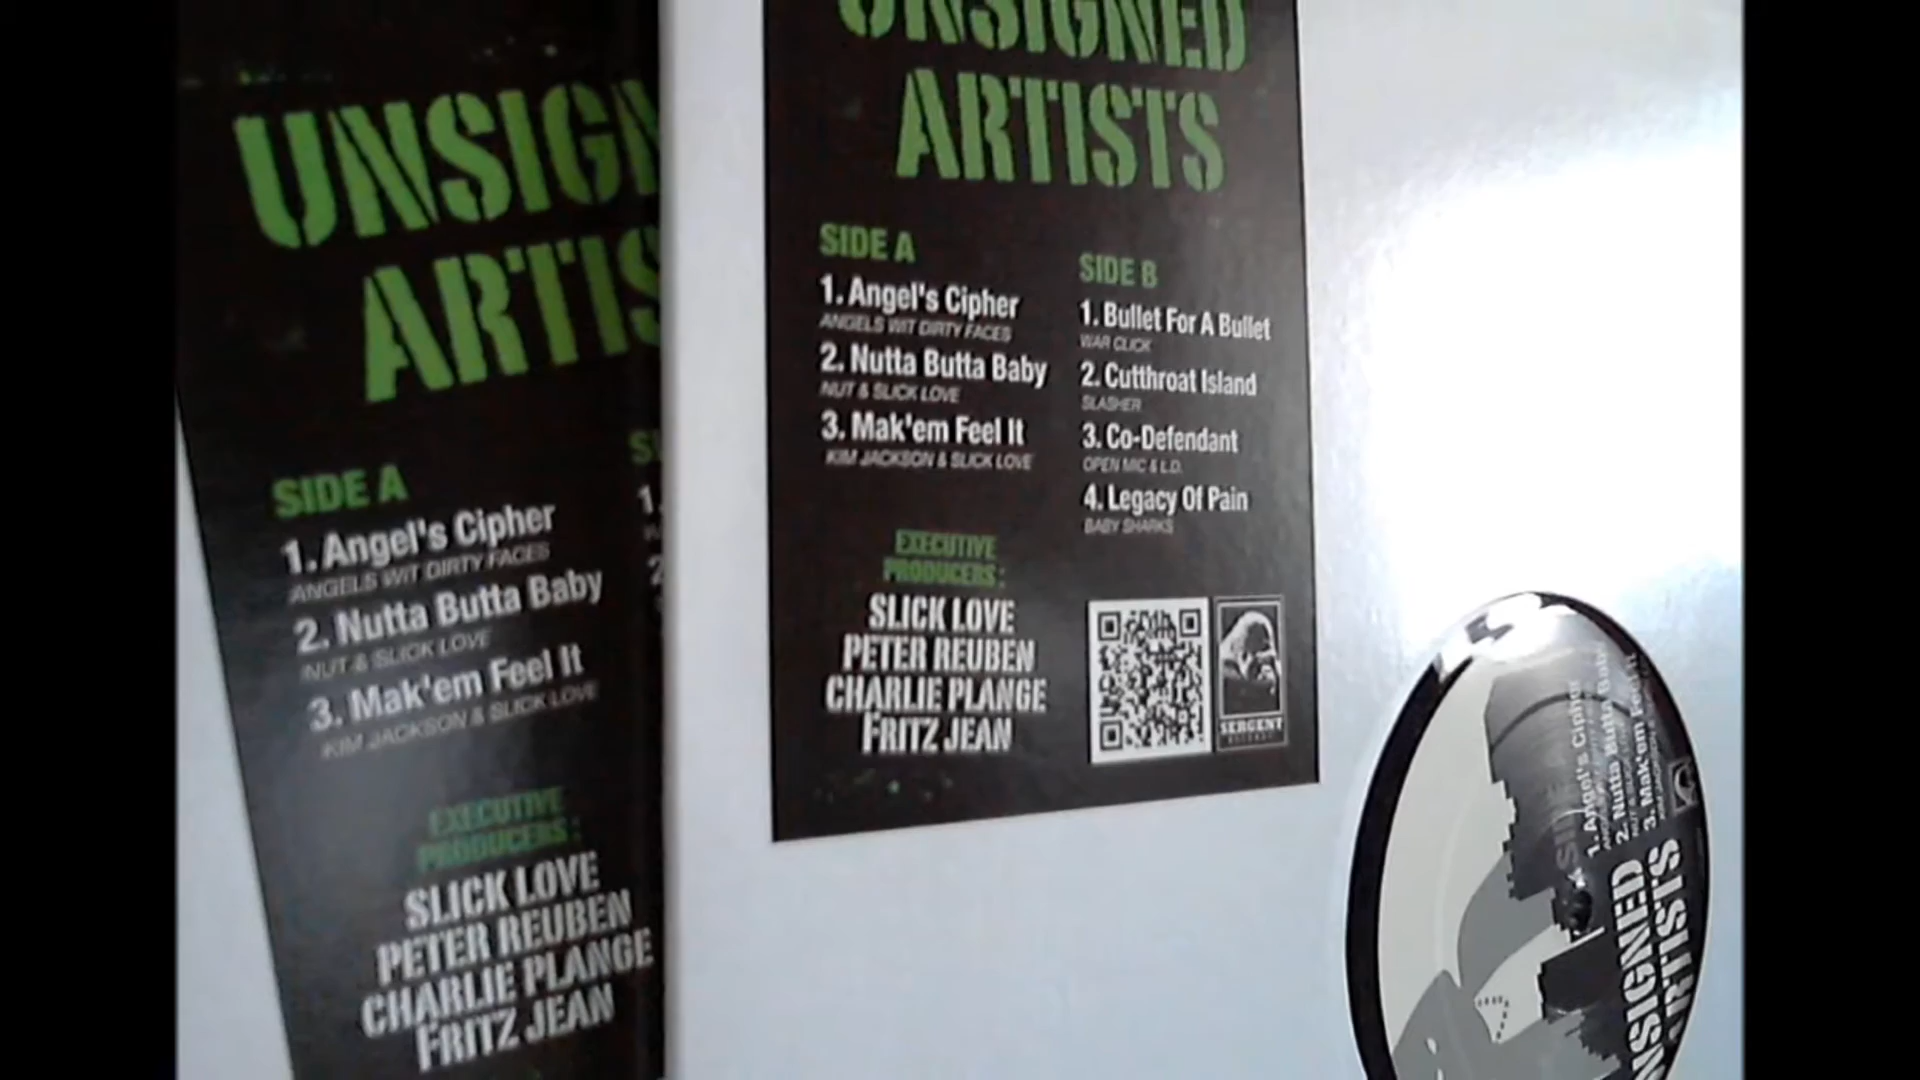 UNSIGN
ARTIS
SIDE A
1. Angel's Cipher
ANGELS WIT DIRTY FACES
2. Nutta Butta Baby
NUT & SLICK LOVE
3. Mak'em Feel It
KIM JACKSON & SLICK LOVE
EXECUTIVE
PRODUCERS:
SLICK LOVE
PETER REUBEN
CHARLIE PLANGE
FRITZ JEAN
1.
2
UNSIGNED
ARTISTS
SIDE A
1. Angel's Cipher
ANGELS WIT DIRTY FACES
2. Nutta Butta Baby
NUT & SLICK LOVE
3. Mak'em Feel It
KIM JACKSON & SLICK LOVE
SIDE B
1. Bullet For A Bullet
WAR CLICK
2. Cutthroat Island
SLASHER
3. Co-Defendant
OPEN MIC & L.D.
4. Legacy Of Pain
BABY SHARKS
EXECUTIVE
PRODUCERS:
SLICK LOVE
PETER REUBEN
CHARLIE PLANGE
FRITZ JEAN
SERGENT
SIDE A
1. Angel's Cipher
2. Nutta Butta Baby
3. Mak'em Feel It
UNSIGNED
ARTISTS